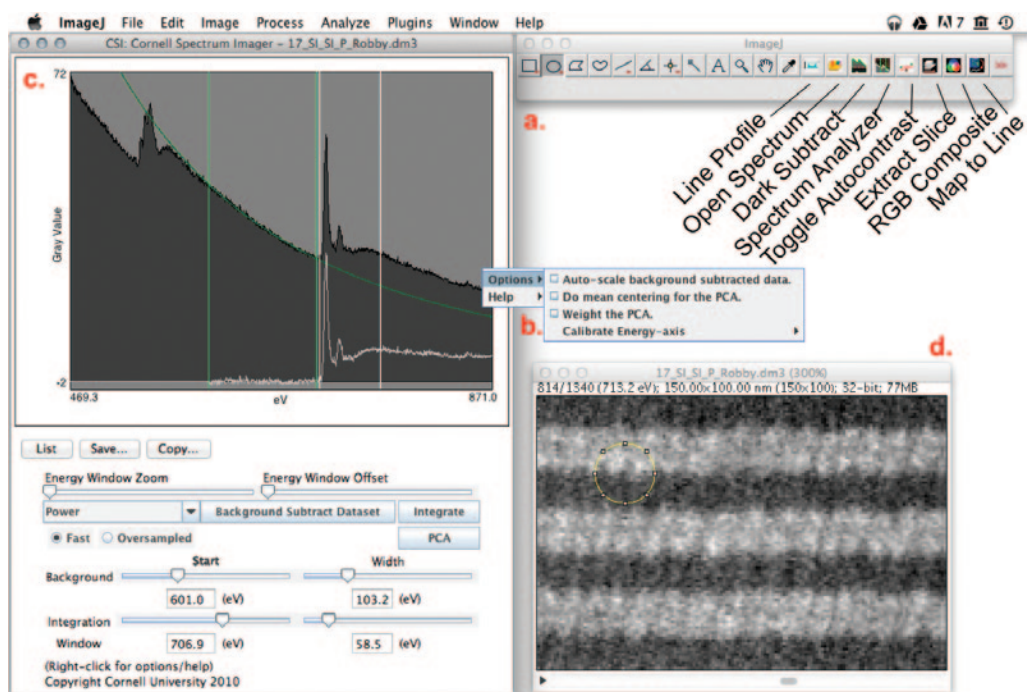 ImageJ File Edit Image Process Analyze Plugins Window Help
7
CSI: Cornell Spectrum Imager - 17_SI_SI_P_Robby.dm3
c.
72
Gray Value
-2
469.3
eV
871.0
List Save... Copy...
Energy Window Zoom Energy Window Offset
Power Background Subtract Dataset Integrate
Fast Oversampled PCA
Start Width
Background
601.0 (eV) 103.2 (eV)
Integration
Window 706.9 (eV) 58.5 (eV)
(Right-click for options/help)
Copyright Cornell University 2010
ImageJ
A
a.
Line Profile
Open Spectrum
Dark Subtract
Spectrum Analyzer
Toggle Autocontrast
Extract Slice
RGB Composite
Map to Line
Options
Help
Auto-scale background subtracted data.
Do mean centering for the PCA.
Weight the PCA.
Calibrate Energy-axis
b.
d.
17_SI_SI_P_Robby.dm3 (300%)
814/1340 (713.2 eV); 150.00x100.00 nm (150x100); 32-bit; 77MB